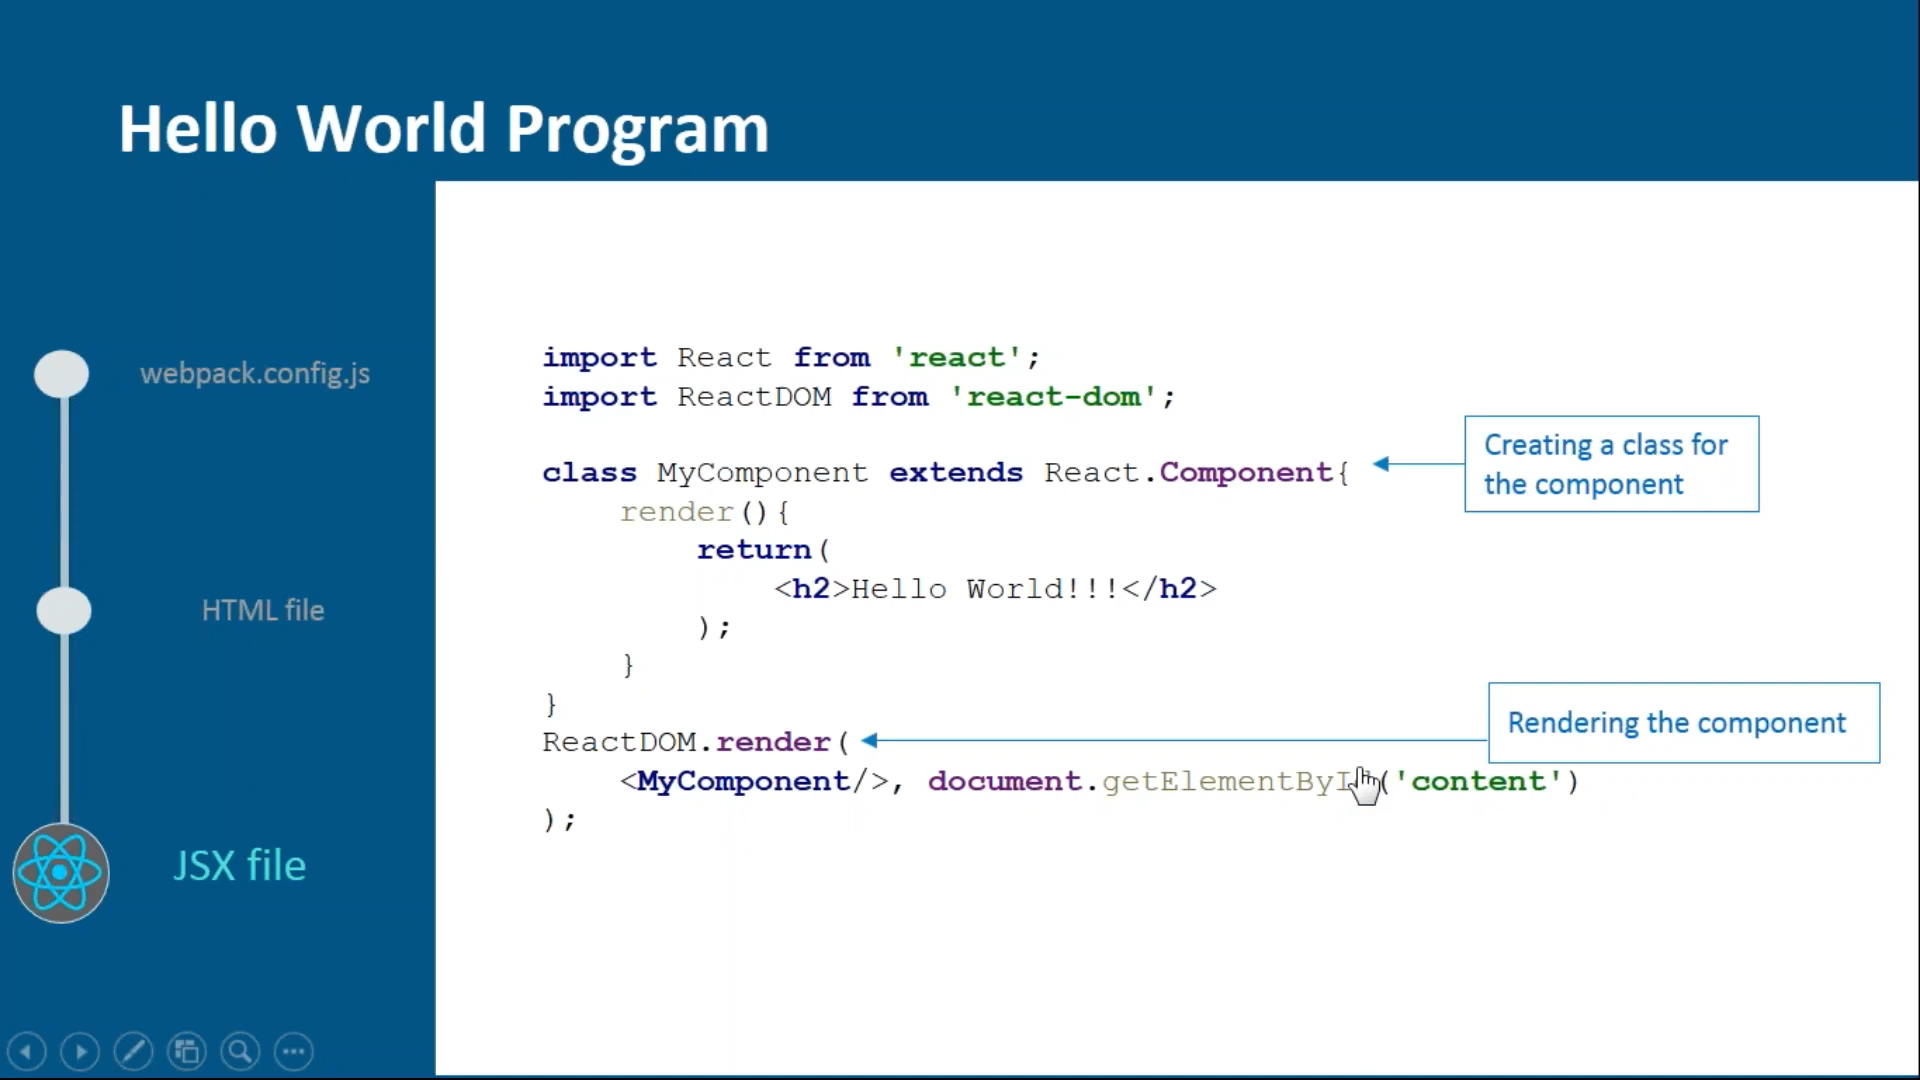 Hello World Program
webpack.config.js
HTML file
JSX file
import React from 'react';
import ReactDOM from 'react-dom';
class MyComponent extends React.Component{
render(){
return(
<h2>Hello World!!!</h2>
);
}
}
ReactDOM.render(
<MyComponent/>, document.getElementById('content')
);
Creating a class for
the component
Rendering the component